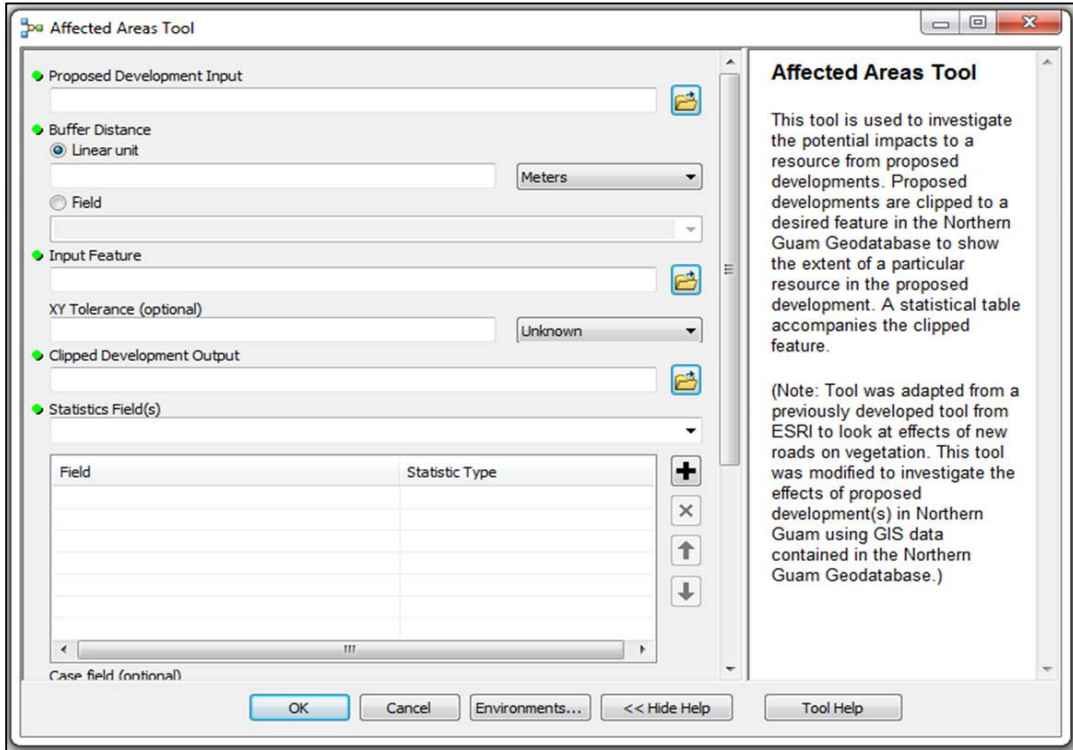 Affected Areas Tool
Proposed Development Input
Buffer Distance
Linear unit
Meters
Field
Input Feature
XY Tolerance (optional)
Unknown
Clipped Development Output
Statistics Field(s)
Field Statistic Type
Case field (optional)
OK Cancel Environments... << Hide Help Tool Help
Affected Areas Tool
This tool is used to investigate
the potential impacts to a
resource from proposed
developments. Proposed
developments are clipped to a
desired feature in the Northern
Guam Geodatabase to show
the extent of a particular
resource in the proposed
development. A statistical table
accompanies the clipped
feature.
(Note: Tool was adapted from a
previously developed tool from
ESRI to look at effects of new
roads on vegetation. This tool
was modified to investigate the
effects of proposed
development(s) in Northern
Guam using GIS data
contained in the Northern
Guam Geodatabase.)